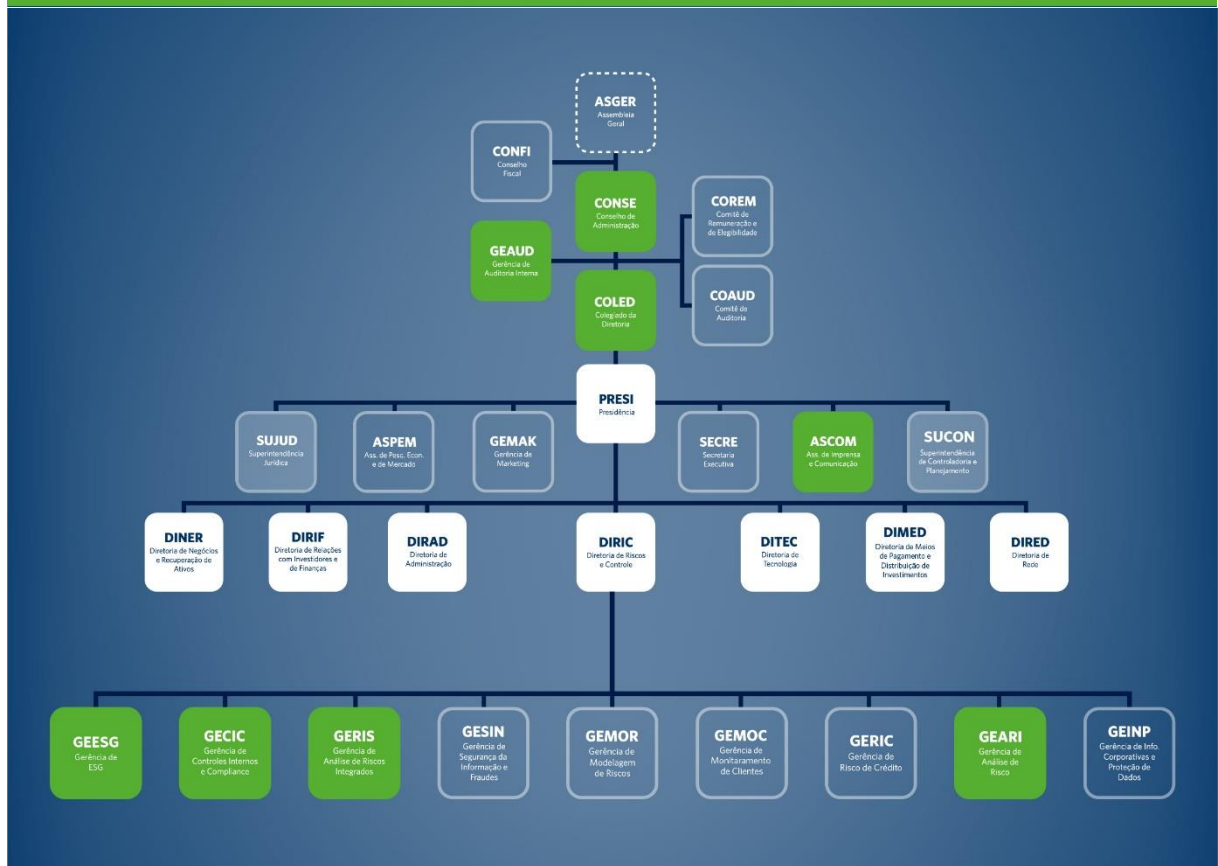 ASGER
Assembleia
Geral
CONFI
Conselho
Fiscal
CONSE
Conselho de
Administração
COREM
Comitê de
Remuneração e
de Elegibilidade
GEAUD
Gerência de
Auditoria Interna
COLED
Colegiado da
Diretoria
COAUD
Comitê de
Auditoria
PRESI
Presidência
SUJUD
Superintendência
Jurídica
ASPEM
Ass. de Pesq. Econ.
e de Mercado
GEMAK
Gerência de
Marketing
SECRE
Secretaria
Executiva
ASCOM
Ass. de Imprensa
e Comunicação
SUCON
Superintendência
de Controladoria e
Planejamento
DINER
Diretoria de Negócios
e Recuperação de
Ativos
DIRIF
Diretoria de Relações
com Investidores e
de Finanças
DIRAD
Diretoria de
Administração
DIRIC
Diretoria de Riscos
e Controle
DITEC
Diretoria de
Tecnologia
DIMED
Diretoria de Meios
de Pagamento e
Distribuição de
Investimentos
DIRED
Diretoria de
Rede
GEESG
Gerência de
ESG
GECIC
Gerência de
Controles Internos
e Compliance
GERIS
Gerência de
Análise de Riscos
Integrados
GESIN
Gerência de
Segurança da
Informação e
Fraudes
GEMOR
Gerência de
Modelagem
de Riscos
GEMOC
Gerência de
Monitaramento
de Clientes
GERIC
Gerência de
Risco de Crédito
GEARI
Gerência de
Análise de
Risco
GEINP
Gerência de Info.
Corporativas e
Proteção de
Dados